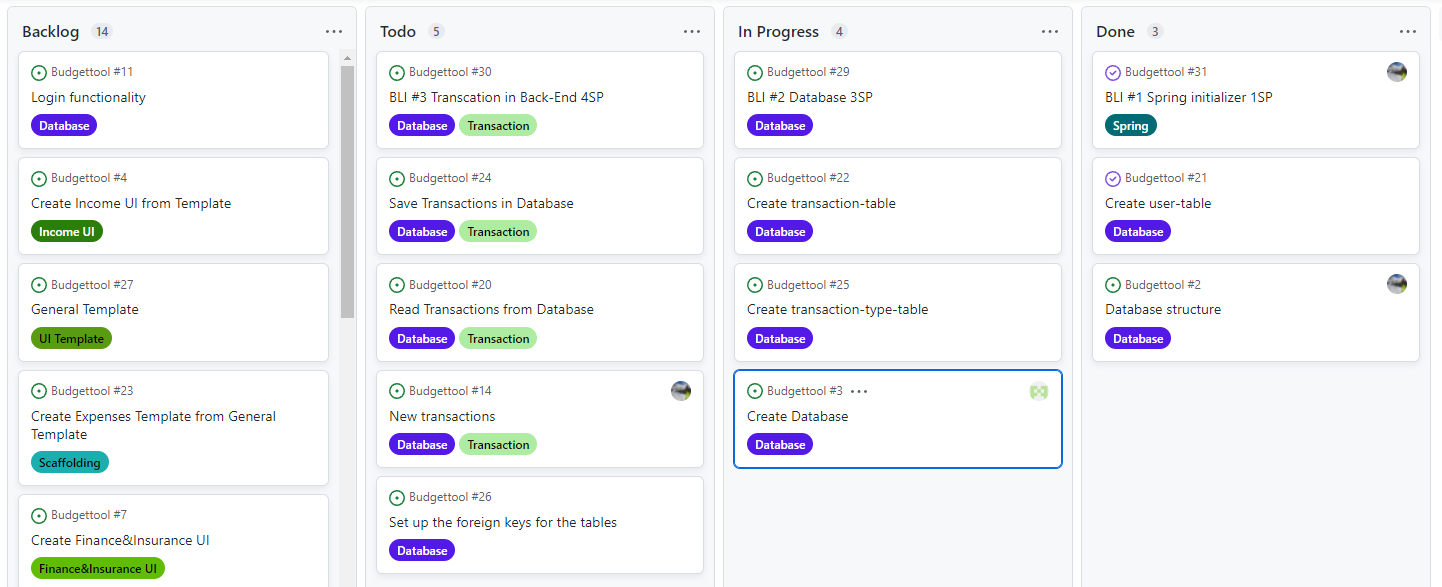 Backlog 14
Budgettool #11
Login functionality
Database
Budgettool #4
Create Income UI from Template
Income UI
Budgettool #27
General Template
UI Template
Budgettool #23
Create Expenses Template from General
Template
Scaffolding
Budgettool #7
Create Finance&Insurance UI
Finance&Insurance UI
Todo 5
Budgettool #30
BLI #3 Transcation in Back-End 4SP
Database Transaction
Budgettool #24
Save Transactions in Database
Database Transaction
Budgettool #20
Read Transactions from Database
Database Transaction
Budgettool #14
New transactions
Database Transaction
Budgettool #26
Set up the foreign keys for the tables
Database
In Progress 4
Budgettool #29
BLI #2 Database 3SP
Database
Budgettool #22
Create transaction-table
Database
Budgettool #25
Create transaction-type-table
Database
Budgettool #3
Create Database
Database
Done 3
Budgettool #31
BLI #1 Spring initializer 1SP
Spring
Budgettool #21
Create user-table
Database
Budgettool #2
Database structure
Database